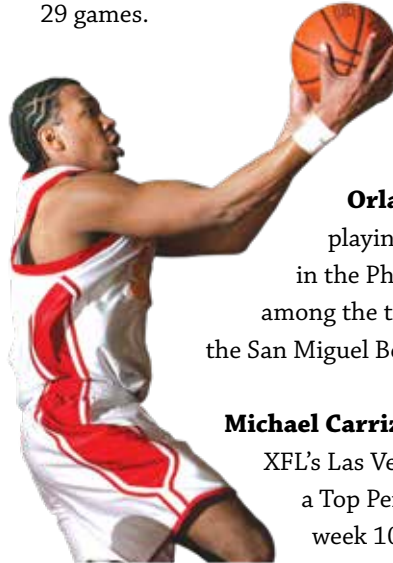 29 games.
Orla
playin
in the Ph
among the t
the San Miguel Be
Michael Carriz
XFL's Las Ve
a Top Per
week 10